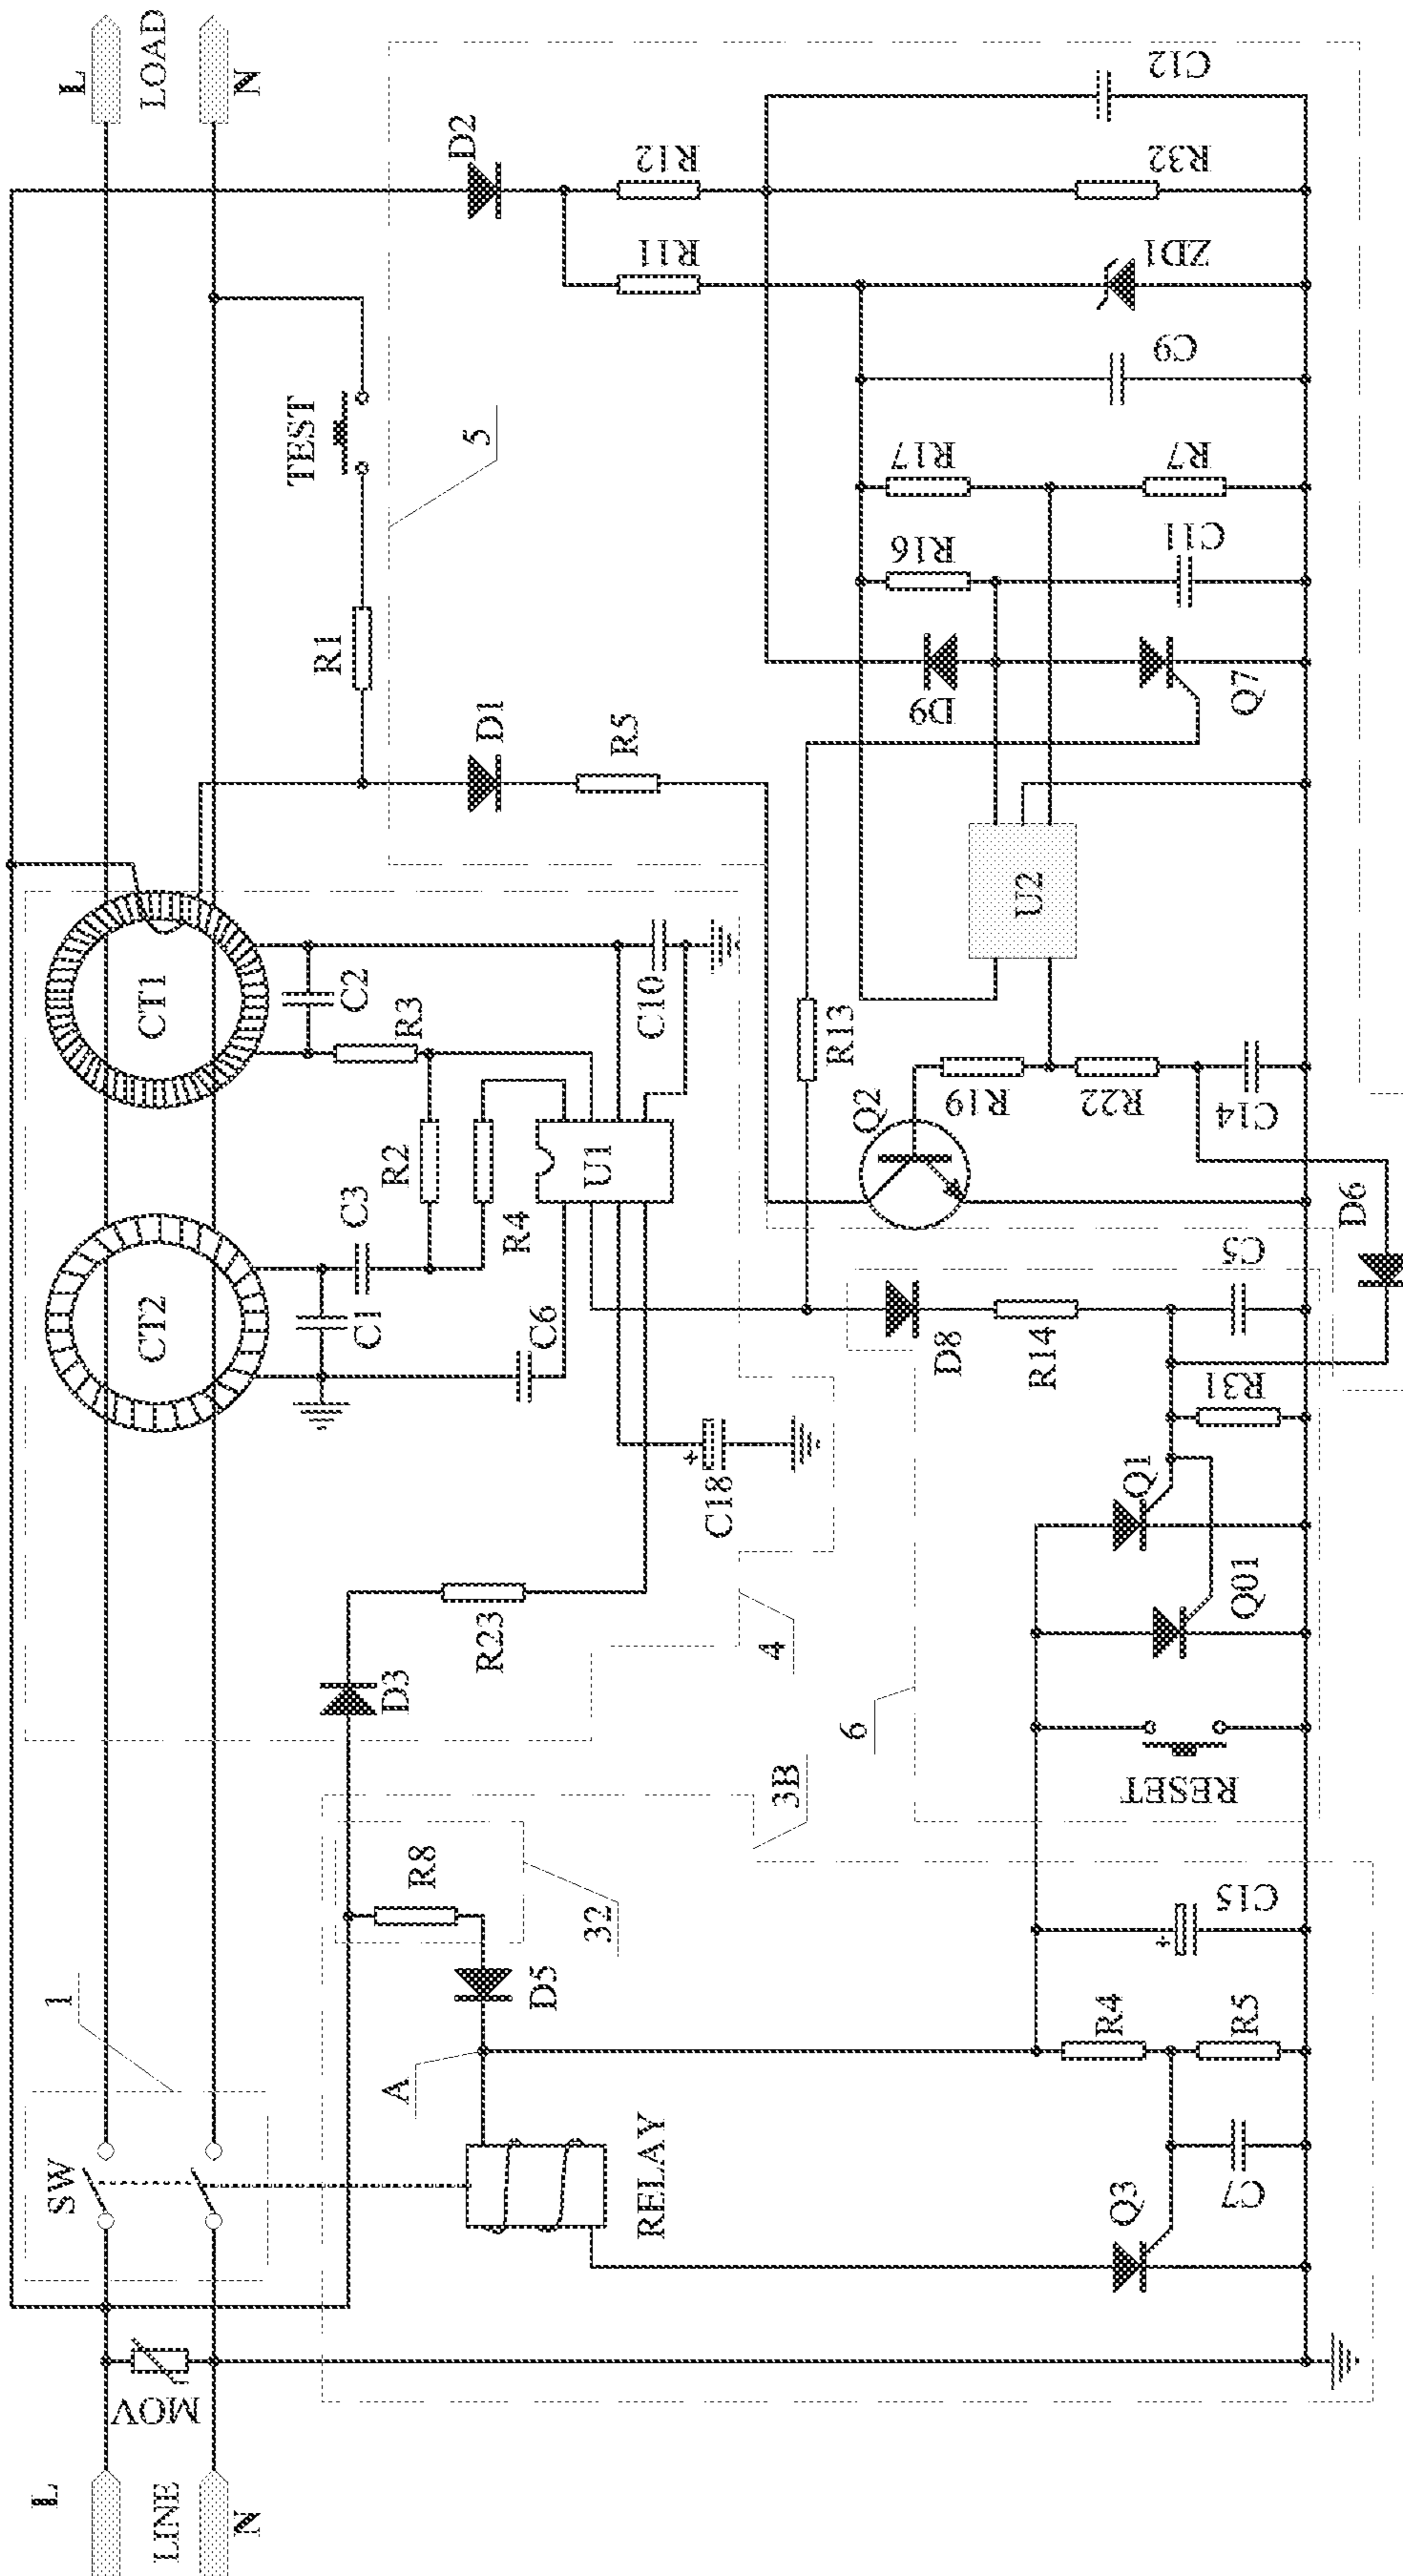 L
LOAD
N
D2
R12
R11
C12
R32
ZD1
C9
TEST
5
R17
R7
R16
C11
R1
D9
Q7
D1
R5
U2
CT1
C2
R3
C10
R13
Q2
R19
R22
C14
R2
U1
R4
C3
CT2
C1
C6
D6
C5
D8
R14
R31
C18
Q1
Q01
R23
D3
4
6
3B
RESET
R8
32
D5
C15
1
A
R4
R5
SW
RELAY
Q3
C7
MOV
L
LINE
N